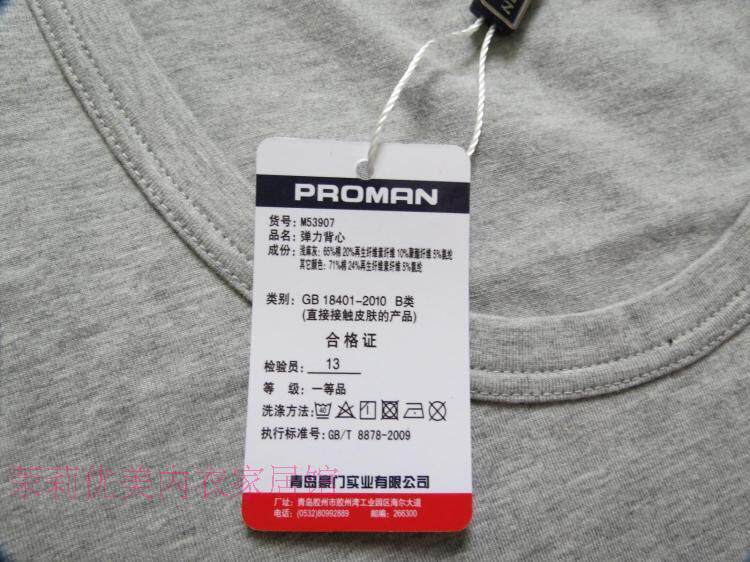 PROMAN
货号: M53907
品名: 弹力背心
成份: 浅麻灰: 65%棉 20%再生纤维素纤维 10%聚酯纤维 5%氨纶
其它颜色: 71%棉 24%再生纤维素纤维 5%氨纶
类别: GB 18401-2010 B类
(直接接触皮肤的产品)
合格证
检验员: 13
等 级: 一等品
洗涤方法:
执行标准号: GB/T 8878-2009
青岛豪门实业有限公司
厂址: 青岛胶州市胶州湾工业园区海尔大道
电话: (0532)80992889 邮编: 266300
茉莉优美内衣家居馆